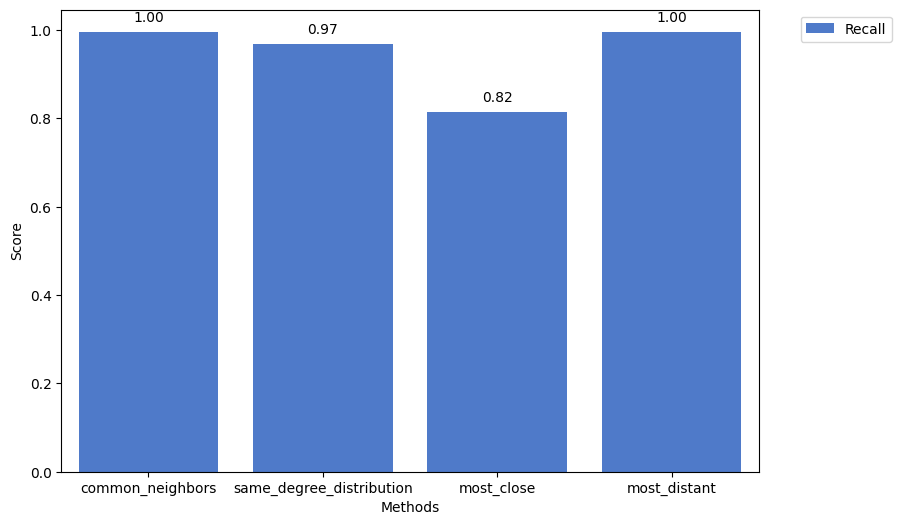 1.00
0.97
0.82
1.00
Recall
1.0
0.8
0.6
0.4
0.2
0.0
Score
common_neighbors
same_degree_distribution
most_close
most_distant
Methods